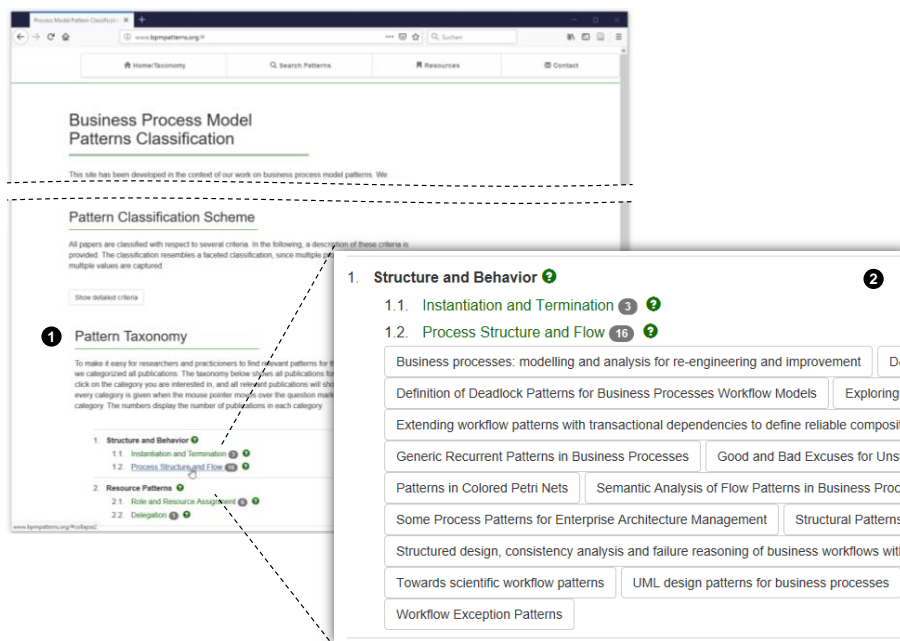 Process Model Pattern Classificati
www.bpmpatterns.org/#
Suchen
Home/Taxonomy
Search Patterns
Resources
Contact
Business Process Model
Patterns Classification
This site has been developed in the context of our work on business process model patterns. We
Pattern Classification Scheme
All papers are classified with respect to several criteria. In the following, a description of these criteria is
provided. The classification resembles a faceted classification, since multiple
multiple values are captured.
Show detailed criteria
1 Pattern Taxonomy
To make it easy for researchers and practicioners to find relevant patterns for
we categorized all publications. The taxonomy below shows all publications for
click on the category you are interested in, and all relevant publications will
every category is given when the mouse pointer moves over the question
category. The numbers display the number of publications in each category.
1. Structure and Behavior ?
1.1. Instantiation and Termination 3 ?
1.2. Process Structure and Flow 16 ?
2. Resource Patterns ?
2.1. Role and Resource Assignment ?
2.2. Delegation 1 ?
www.bpmpatterns.org/#collapse2
2
1. Structure and Behavior ?
1.1. Instantiation and Termination 3 ?
1.2. Process Structure and Flow 16 ?
Business processes: modelling and analysis for re-engineering and improvement
Definition of Deadlock Patterns for Business Processes Workflow Models Exploring
Extending workflow patterns with transactional dependencies to define reliable
Generic Recurrent Patterns in Business Processes Good and Bad Excuses for
Patterns in Colored Petri Nets Semantic Analysis of Flow Patterns in Business
Some Process Patterns for Enterprise Architecture Management Structural Patterns
Structured design, consistency analysis and failure reasoning of business workflows
Towards scientific workflow patterns UML design patterns for business processes
Workflow Exception Patterns